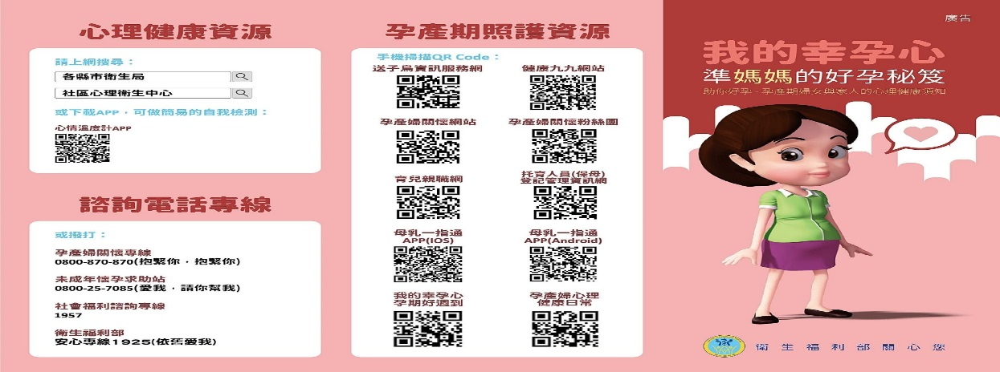 心理健康資源
請上網搜尋：
各縣市衛生局
社區心理衛生中心
或下載APP，可做簡易的自我檢測：
心情溫度計APP
諮詢電話專線
或撥打：
孕產婦關懷專線
0800-870-870(抱緊你，抱緊你)
未成年懷孕求助站
0800-25-7085(愛我，請你幫我)
社會福利諮詢專線
1957
衛生福利部
安心專線1925(依舊愛我)
孕產期照護資源
手機掃描QR Code：
送子鳥資訊服務網
健康九九網站
孕產婦關懷網站
孕產婦關懷粉絲團
育兒親職網
托育人員(保母)
登記管理資訊網
母乳一指通
APP(IOS)
母乳一指通
APP(Android)
我的幸孕心
孕期好週到
孕產婦心理
健康日常
廣告
我的幸孕心
準媽媽的好孕秘笈
助你好孕-孕產期婦女與家人的心理健康須知
衛生福利部關心您